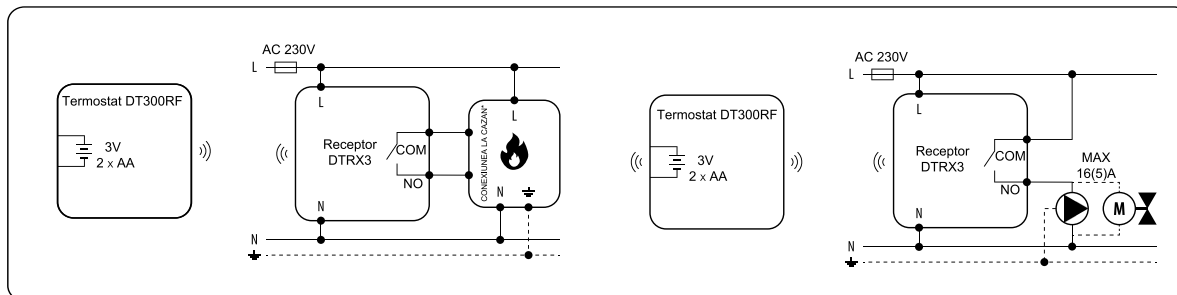 Termostat DT300RF
3V
2 x AA
AC 230V
L
L
Receptor
DTRX3
COM
NO
N
N
CONEXIUNEA LA CAZAN*
L
N
Termostat DT300RF
3V
2 x AA
AC 230V
L
L
Receptor
DTRX3
COM
NO
N
N
MAX
16(5)A
M